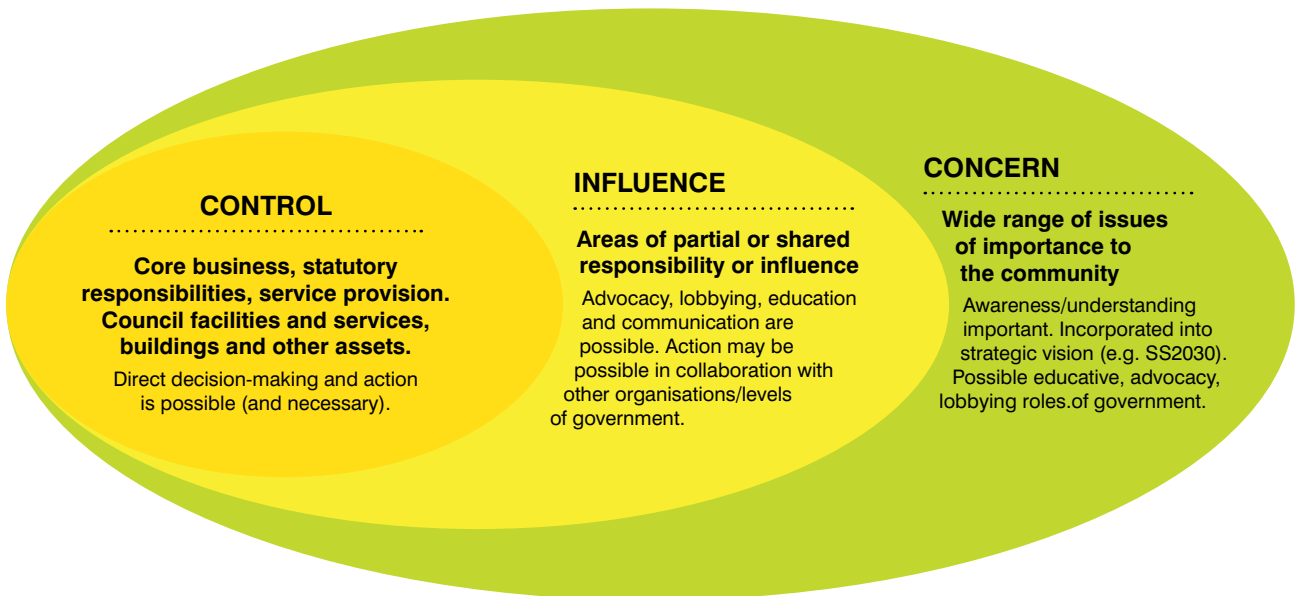 CONTROL
Core business, statutory
responsibilities, service provision.
Council facilities and services,
buildings and other assets.
Direct decision-making and action
is possible (and necessary).
INFLUENCE
Areas of partial or shared
responsibility or influence
Advocacy, lobbying, education
and communication are
possible. Action may be
possible in collaboration with
other organisations/levels
of government.
CONCERN
Wide range of issues
of importance to
the community
Awareness/understanding
important. Incorporated into
strategic vision (e.g. SS2030).
Possible educative, advocacy,
lobbying roles.of government.